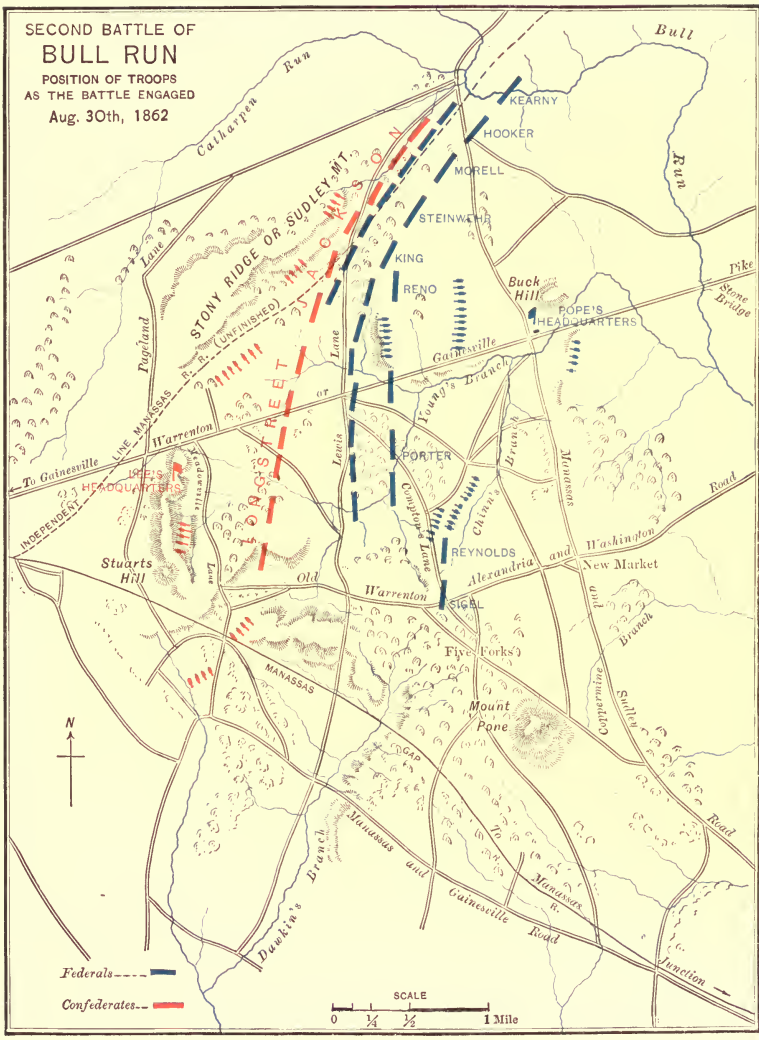 SECOND BATTLE OF
BULL RUN
POSITION OF TROOPS
AS THE BATTLE ENGAGED
Aug. 30th, 1862
Bull
Run
Catharpen
Run
KEARNY
HOOKER
MORELL
STEINWEHR
KING
RENO
JACKSON
STONY RIDGE OR SUDLEY MT.
Pageland
Lane
INDEPENDENT LINE MANASSAS R. R. (UNFINISHED)
Buck
Hill
POPE'S
HEADQUARTERS
Pike
Stone
Bridge
Warrenton
or
Gainesville
Young's Branch
Lewis
Lane
LONGSTREET
To Gainesville
LEE'S
HEADQUARTERS
Meadowville
Lane
Stuarts
Hill
PORTER
Compton's
Lane
Chinn's
Branch
REYNOLDS
SIGEL
Old
Warrenton
Alexandria and Washington
Road
Manassas
New Market
Sudley
Road
Five Forks
Mount
Pone
Coppermine
Run
Branch
MANASSAS
GAP
R.
N
Dawkin's
Branch
Manassas and Gainesville Road
To
Manassas
Junction
Federals
Confederates
SCALE
0 ¼ ½ 1 Mile